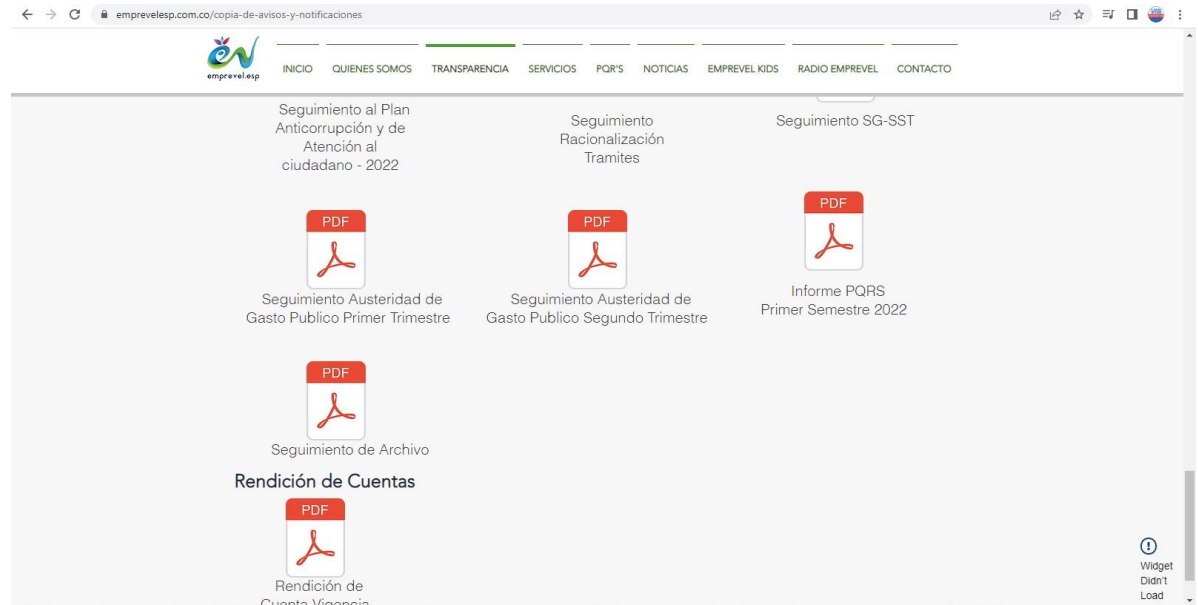 emprevelesp.com.co/copia-de-avisos-y-notificaciones
emprevel.esp
INICIO QUIENES SOMOS TRANSPARENCIA SERVICIOS PQR'S NOTICIAS EMPREVEL KIDS RADIO EMPREVEL CONTACTO
Seguimiento al Plan
Anticorrupción y de
Atención al
ciudadano - 2022
Seguimiento
Racionalización
Tramites
Seguimiento SG-SST
PDF
Seguimiento Austeridad de
Gasto Publico Primer Trimestre
PDF
Seguimiento Austeridad de
Gasto Publico Segundo Trimestre
PDF
Informe PQRS
Primer Semestre 2022
PDF
Seguimiento de Archivo
Rendición de Cuentas
PDF
Rendición de
Cuenta Vigencia
Widget
Didn't
Load